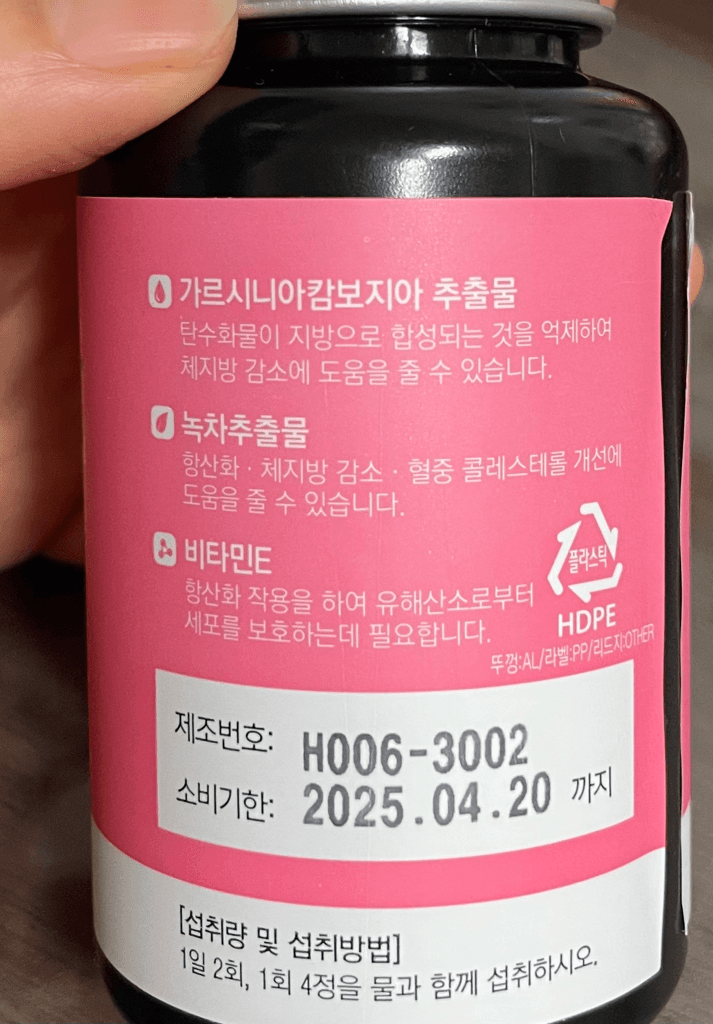 가르시니아캄보지아 추출물
탄수화물이 지방으로 합성되는 것을 억제하여
체지방 감소에 도움을 줄 수 있습니다.
녹차추출물
항산화 · 체지방 감소 · 혈중 콜레스테롤 개선에
도움을 줄 수 있습니다.
비타민E
항산화 작용을 하여 유해산소로부터
세포를 보호하는데 필요합니다.
플라스틱
HDPE
뚜껑:AL/라벨:PP/리드지:OTHER
제조번호: H006-3002
소비기한: 2025.04.20 까지
[섭취량 및 섭취방법]
1일 2회, 1회 4정을 물과 함께 섭취하시오.